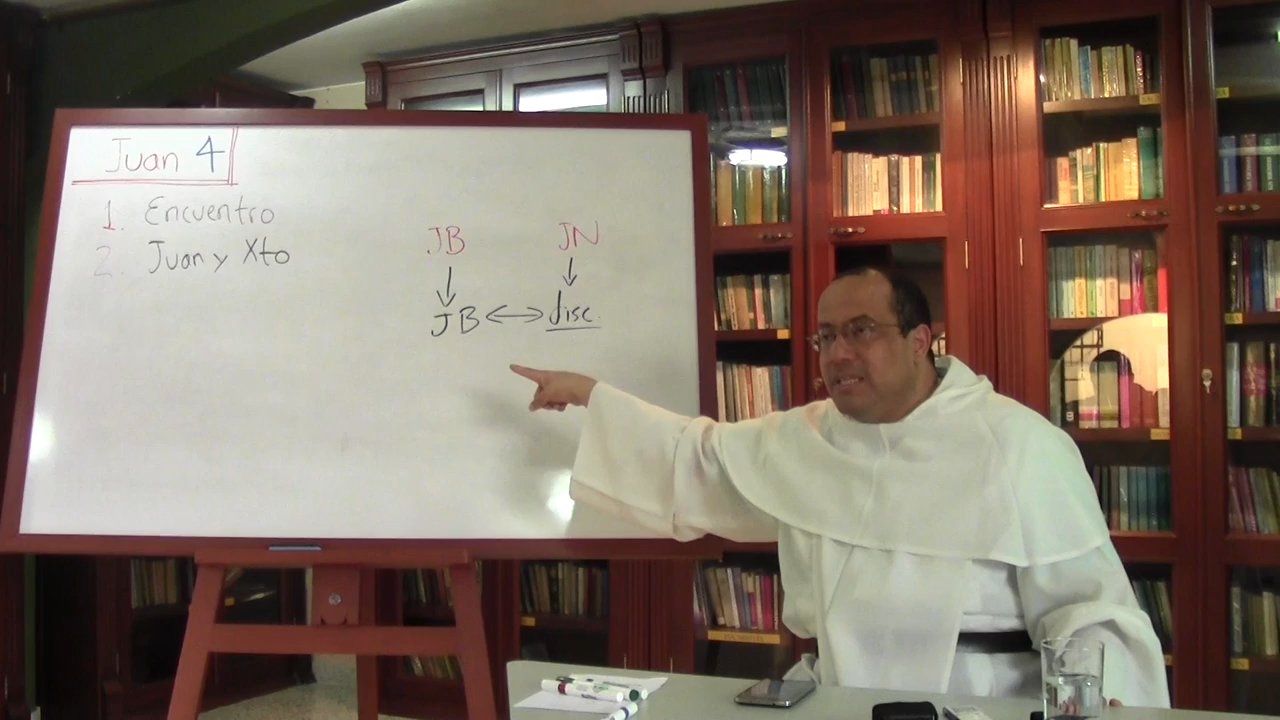 Juan 4
1. Encuentro
2. Juan y Xto
JB JN
JB disc.